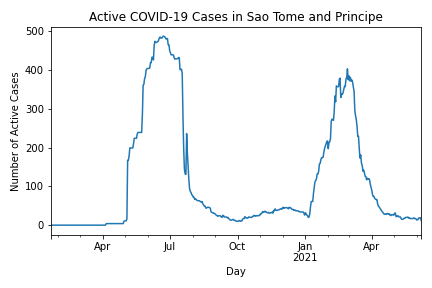 Active COVID-19 Cases in Sao Tome and Principe
Number of Active Cases
500
400
300
200
100
0
Apr
Jul
Oct
Jan
2021
Apr
Day